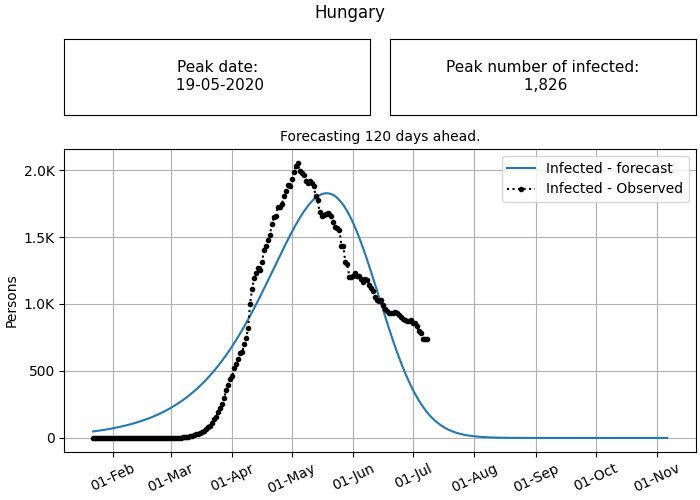 Hungary
Peak date:
19-05-2020
Peak number of infected:
1,826
Forecasting 120 days ahead.
Infected - forecast
Infected - Observed
Persons
2.0K
1.5K
1.0K
500
0
01-Feb
01-Mar
01-Apr
01-May
01-Jun
01-Jul
01-Aug
01-Sep
01-Oct
01-Nov